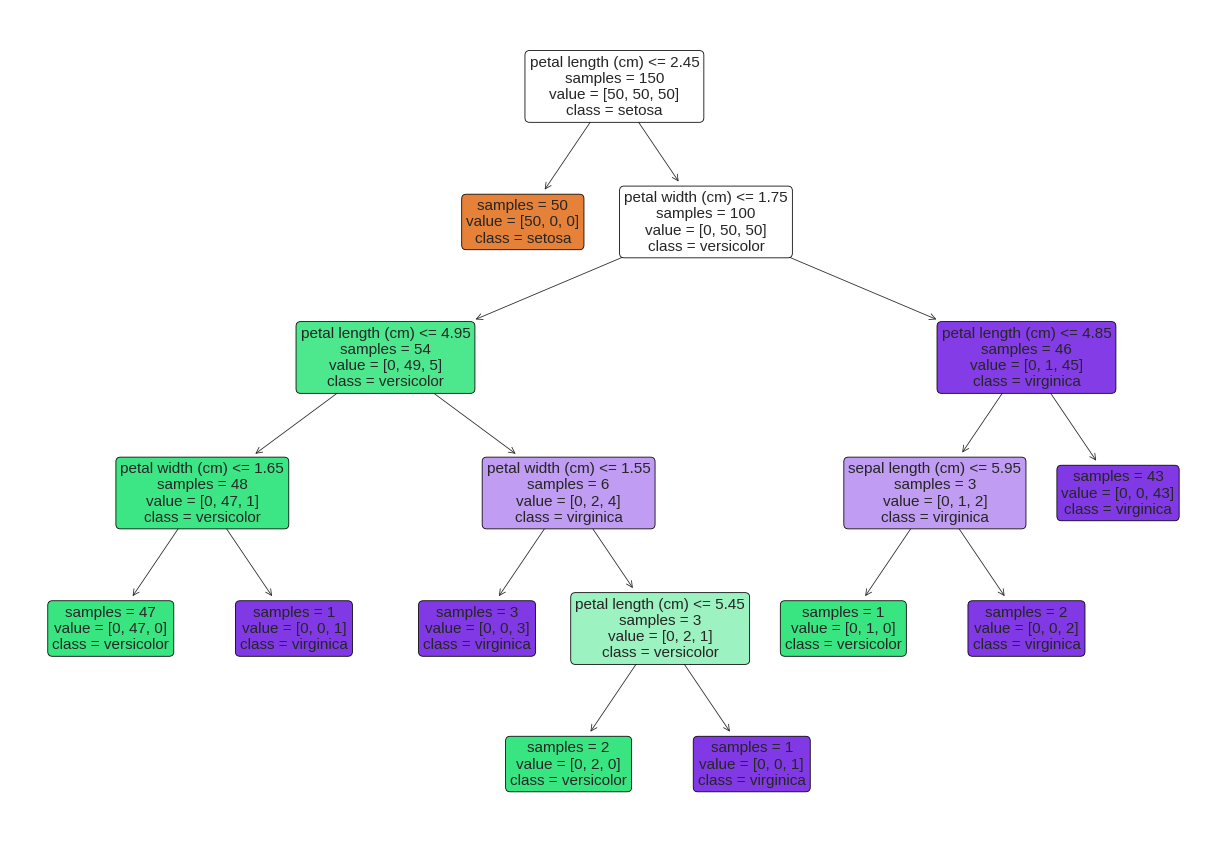 petal length (cm) <= 2.45
samples = 150
value = [50, 50, 50]
class = setosa
samples = 50
value = [50, 0, 0]
class = setosa
petal width (cm) <= 1.75
samples = 100
value = [0, 50, 50]
class = versicolor
petal length (cm) <= 4.95
samples = 54
value = [0, 49, 5]
class = versicolor
petal length (cm) <= 4.85
samples = 46
value = [0, 1, 45]
class = virginica
petal width (cm) <= 1.65
samples = 48
value = [0, 47, 1]
class = versicolor
petal width (cm) <= 1.55
samples = 6
value = [0, 2, 4]
class = virginica
sepal length (cm) <= 5.95
samples = 3
value = [0, 1, 2]
class = virginica
samples = 43
value = [0, 0, 43]
class = virginica
samples = 47
value = [0, 47, 0]
class = versicolor
samples = 1
value = [0, 0, 1]
class = virginica
samples = 3
value = [0, 0, 3]
class = virginica
petal length (cm) <= 5.45
samples = 3
value = [0, 2, 1]
class = versicolor
samples = 1
value = [0, 1, 0]
class = versicolor
samples = 2
value = [0, 0, 2]
class = virginica
samples = 2
value = [0, 2, 0]
class = versicolor
samples = 1
value = [0, 0, 1]
class = virginica